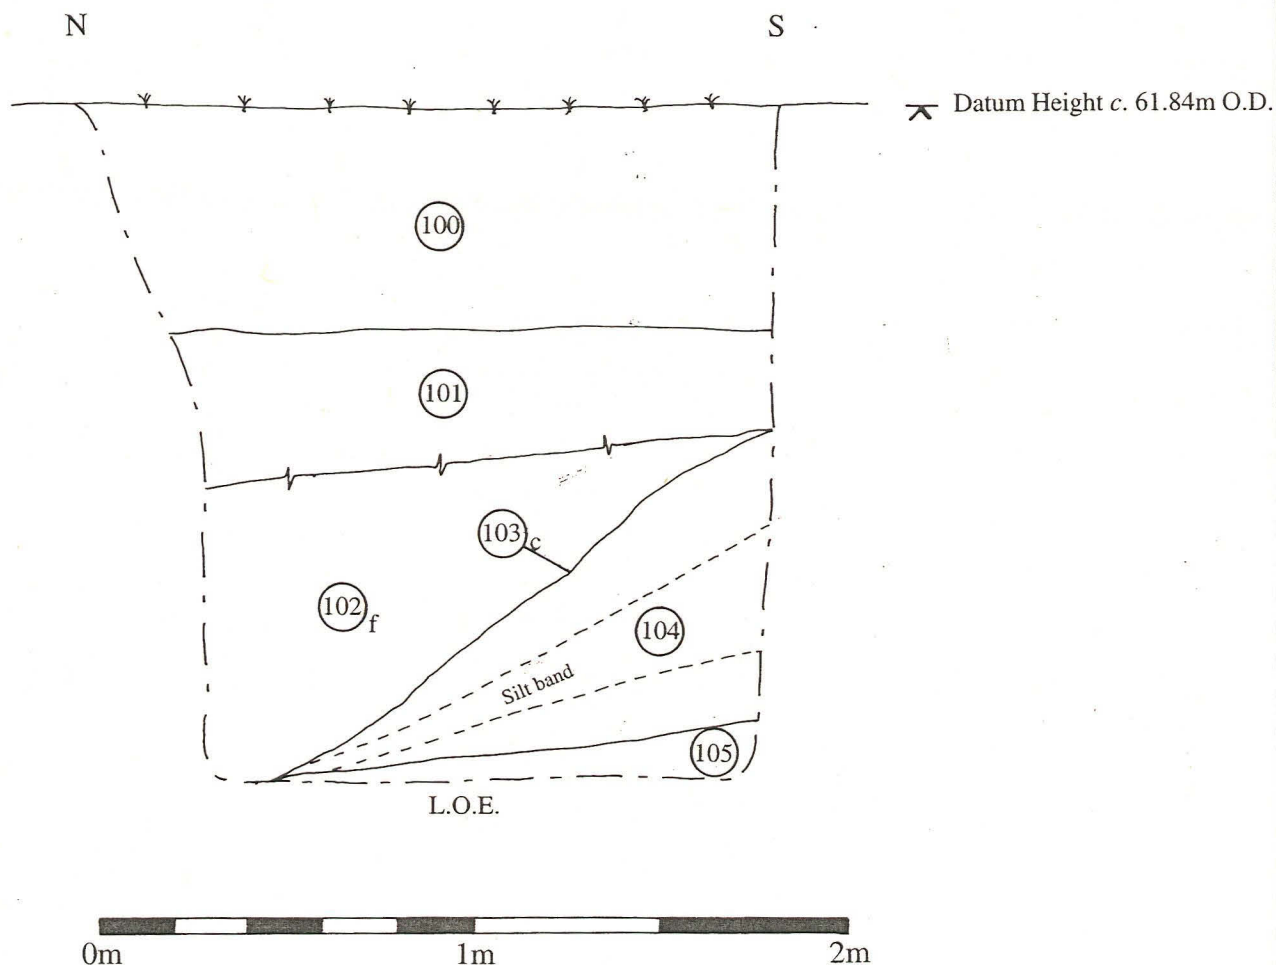 N S
Datum Height c. 61.84m O.D.
100
101
103 c
102 f
104
Silt band
105
L.O.E.
0m 1m 2m